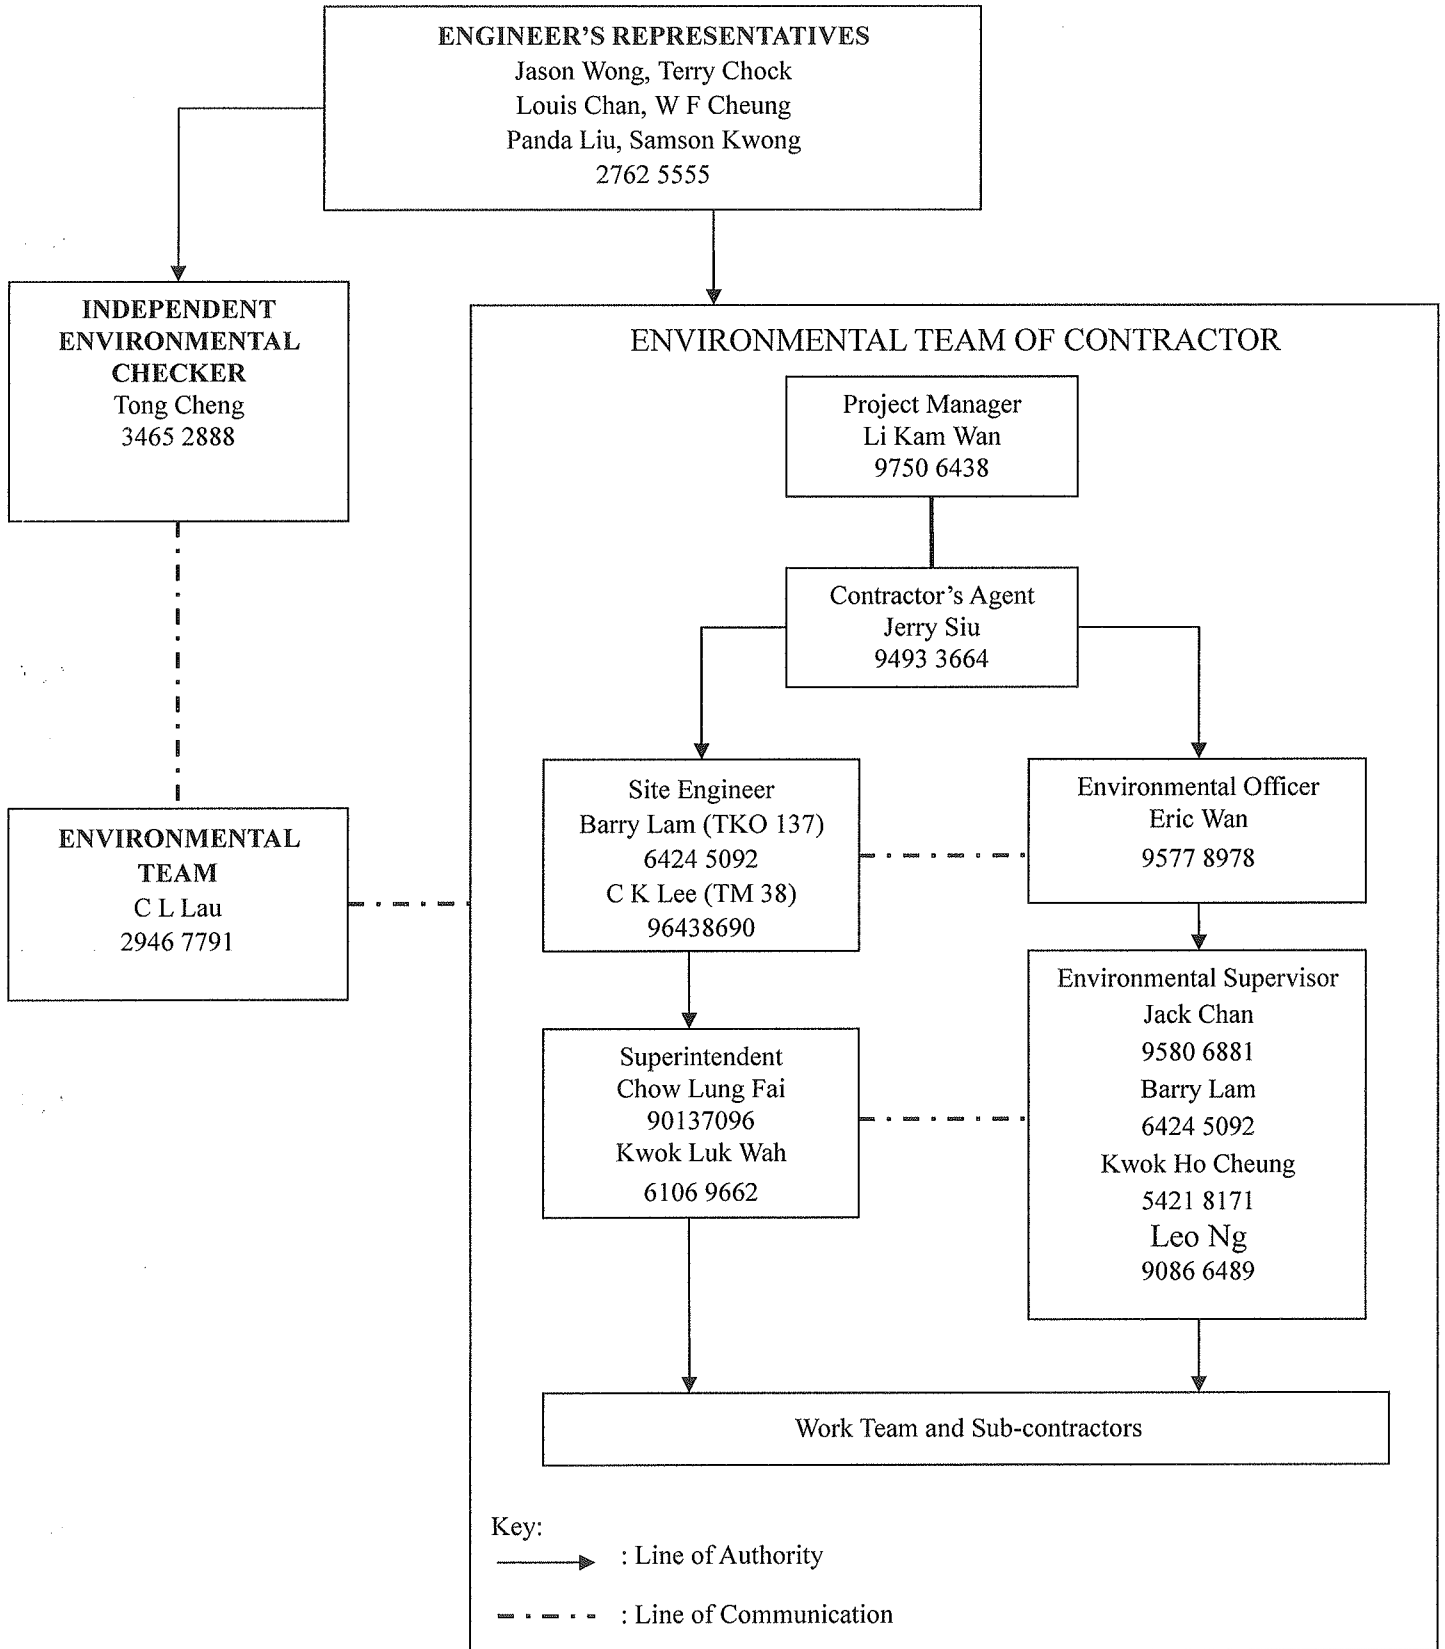 ENGINEER’S REPRESENTATIVES
Jason Wong, Terry Chock
Louis Chan, W F Cheung
Panda Liu, Samson Kwong
2762 5555
INDEPENDENT
ENVIRONMENTAL
CHECKER
Tong Cheng
3465 2888
ENVIRONMENTAL
TEAM
C L Lau
2946 7791
ENVIRONMENTAL TEAM OF CONTRACTOR
Project Manager
Li Kam Wan
9750 6438
Contractor’s Agent
Jerry Siu
9493 3664
Site Engineer
Barry Lam (TKO 137)
6424 5092
C K Lee (TM 38)
96438690
Environmental Officer
Eric Wan
9577 8978
Superintendent
Chow Lung Fai
90137096
Kwok Luk Wah
6106 9662
Environmental Supervisor
Jack Chan
9580 6881
Barry Lam
6424 5092
Kwok Ho Cheung
5421 8171
Leo Ng
9086 6489
Work Team and Sub-contractors
Key:
: Line of Authority
: Line of Communication